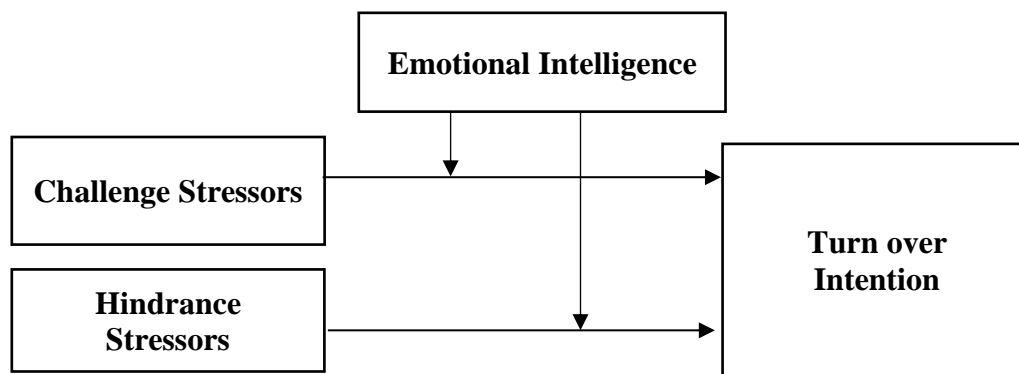 Emotional Intelligence
Challenge Stressors
Turn over
Intention
Hindrance
Stressors